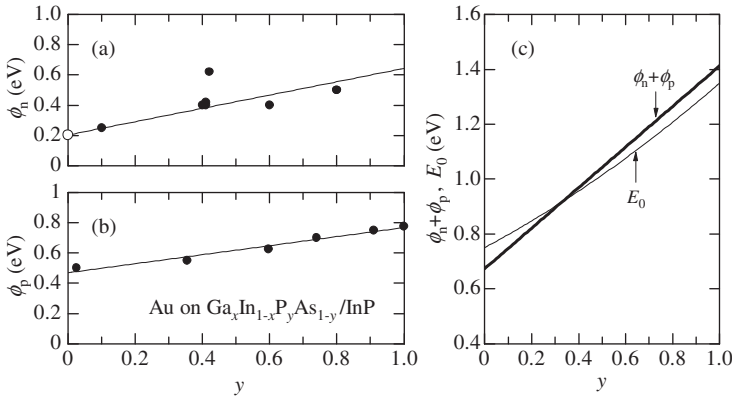 1.0
0.8
0.6
0.4
0.2
0
ϕn (eV)
(a)
1
0.8
0.6
0.4
0.2
0
ϕp (eV)
(b)
Au on GaxIn1-xPyAs1-y/InP
0 0.2 0.4 0.6 0.8 1.0
y
1.6
1.4
1.2
1.0
0.8
0.6
0.4
ϕn+ϕp, E0 (eV)
(c)
ϕn+ϕp
E0
0 0.2 0.4 0.6 0.8 1.0
y